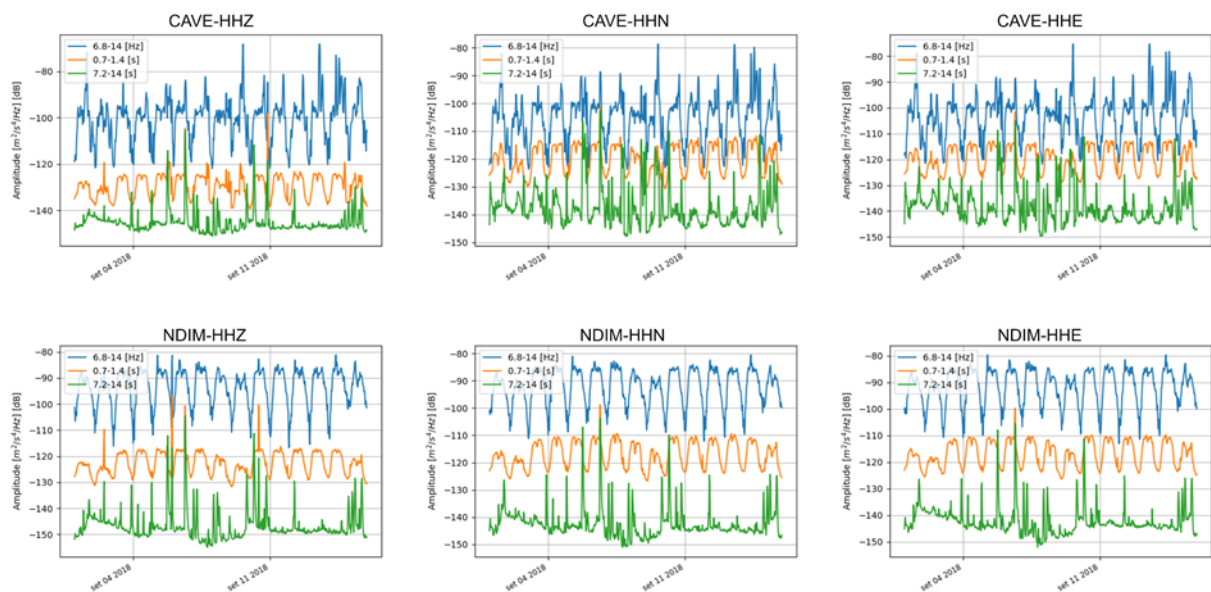 CAVE-HHZ
6.8-14 [Hz]
0.7-1.4 [s]
7.2-14 [s]
Amplitude [m²/s⁴/Hz] [dB]
−80
−100
−120
−140
set 04 2018
set 11 2018
CAVE-HHN
6.8-14 [Hz]
0.7-1.4 [s]
7.2-14 [s]
Amplitude [m²/s⁴/Hz] [dB]
−80
−90
−100
−110
−120
−130
−140
−150
set 04 2018
set 11 2018
CAVE-HHE
6.8-14 [Hz]
0.7-1.4 [s]
7.2-14 [s]
Amplitude [m²/s⁴/Hz] [dB]
−80
−90
−100
−110
−120
−130
−140
−150
set 04 2018
set 11 2018
NDIM-HHZ
6.8-14 [Hz]
0.7-1.4 [s]
7.2-14 [s]
Amplitude [m²/s⁴/Hz] [dB]
−80
−90
−100
−110
−120
−130
−140
−150
set 04 2018
set 11 2018
NDIM-HHN
6.8-14 [Hz]
0.7-1.4 [s]
7.2-14 [s]
Amplitude [m²/s⁴/Hz] [dB]
−80
−90
−100
−110
−120
−130
−140
−150
set 04 2018
set 11 2018
NDIM-HHE
6.8-14 [Hz]
0.7-1.4 [s]
7.2-14 [s]
Amplitude [m²/s⁴/Hz] [dB]
−80
−90
−100
−110
−120
−130
−140
−150
set 04 2018
set 11 2018